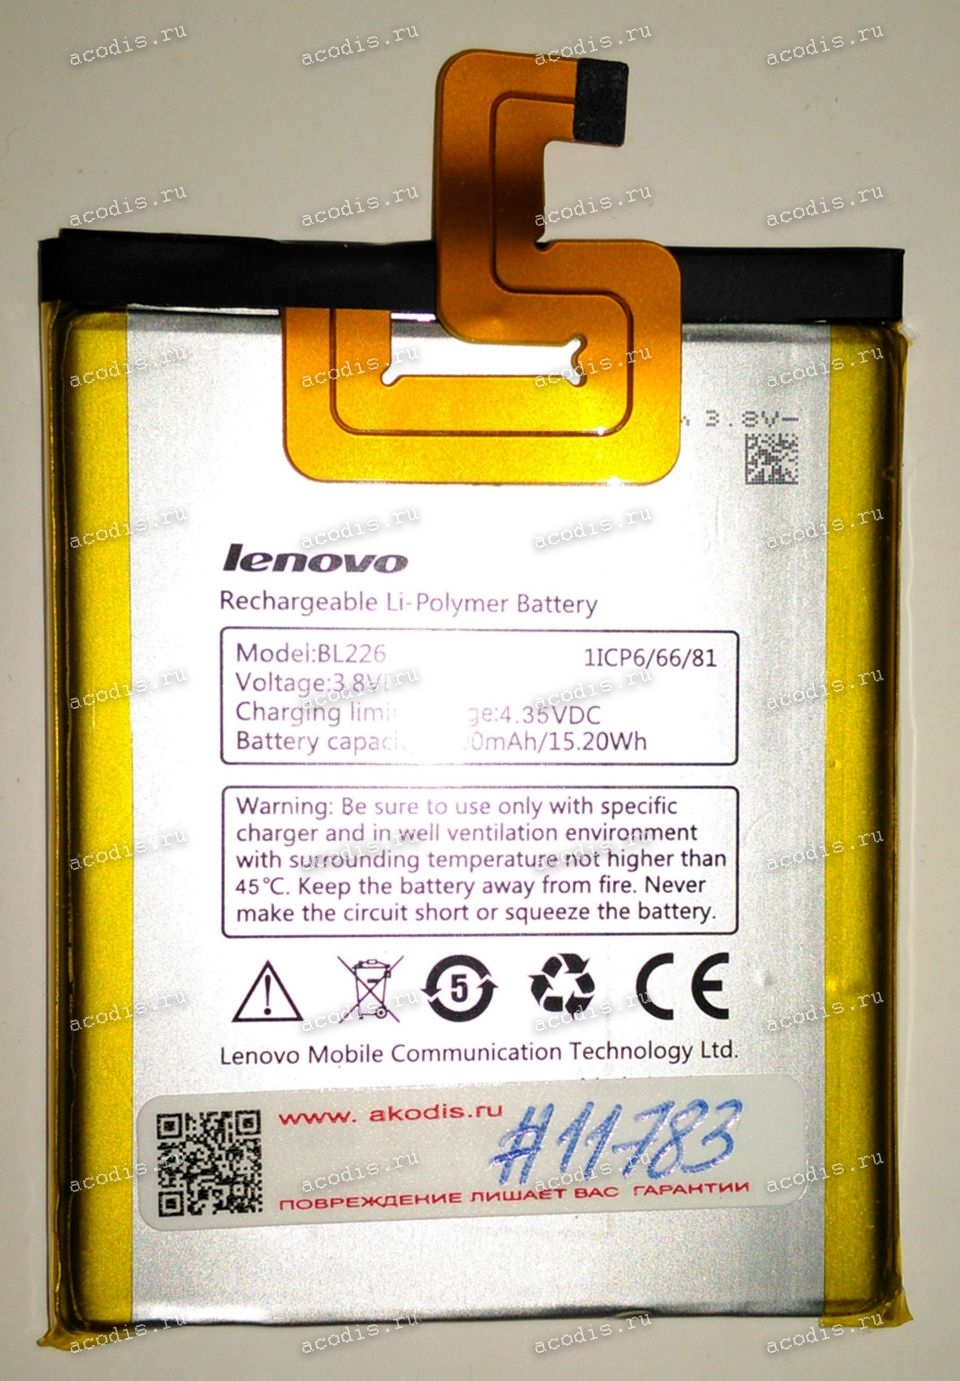 3.8V
lenovo
Rechargeable Li-Polymer Battery
Model:BL226
1ICP6/66/81
Voltage:3.8V
Charging limi ge:4.35VDC
Battery capaci 0mAh/15.20Wh
Warning: Be sure to use only with specific
charger and in well ventilation environment
with surrounding temperature not higher than
45°C. Keep the battery away from fire. Never
make the circuit short or squeeze the battery.
5
CE
Lenovo Mobile Communication Technology Ltd.
www. akodis.ru
#11783
ПОВРЕЖДЕНИЕ ЛИШАЕТ ВАС ГАРАНТИИ
acodis.ru